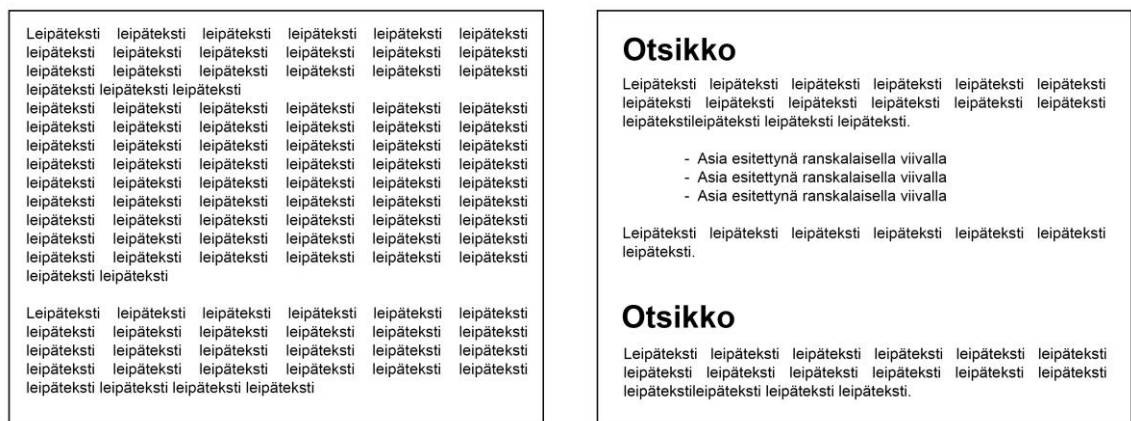 Leipäteksti leipäteksti leipäteksti leipäteksti leipäteksti leipäteksti
leipäteksti leipäteksti leipäteksti leipäteksti leipäteksti leipäteksti
leipäteksti leipäteksti leipäteksti leipäteksti leipäteksti leipäteksti
leipäteksti leipäteksti leipäteksti
leipäteksti leipäteksti leipäteksti leipäteksti leipäteksti leipäteksti
leipäteksti leipäteksti leipäteksti leipäteksti leipäteksti leipäteksti
leipäteksti leipäteksti leipäteksti leipäteksti leipäteksti leipäteksti
leipäteksti leipäteksti leipäteksti leipäteksti leipäteksti leipäteksti
leipäteksti leipäteksti leipäteksti leipäteksti leipäteksti leipäteksti
leipäteksti leipäteksti leipäteksti leipäteksti leipäteksti leipäteksti
leipäteksti leipäteksti leipäteksti leipäteksti leipäteksti leipäteksti
leipäteksti leipäteksti leipäteksti leipäteksti leipäteksti leipäteksti
leipäteksti leipäteksti leipäteksti leipäteksti leipäteksti leipäteksti
leipäteksti leipäteksti
Leipäteksti leipäteksti leipäteksti leipäteksti leipäteksti leipäteksti
leipäteksti leipäteksti leipäteksti leipäteksti leipäteksti leipäteksti
leipäteksti leipäteksti leipäteksti leipäteksti leipäteksti leipäteksti
leipäteksti leipäteksti leipäteksti leipäteksti leipäteksti leipäteksti
leipäteksti leipäteksti leipäteksti leipäteksti
Otsikko
Leipäteksti leipäteksti leipäteksti leipäteksti leipäteksti leipäteksti
leipäteksti leipäteksti leipäteksti leipäteksti leipäteksti leipäteksti
leipätekstileipäteksti leipäteksti leipäteksti.
- Asia esitettynä ranskalaisella viivalla
- Asia esitettynä ranskalaisella viivalla
- Asia esitettynä ranskalaisella viivalla
Leipäteksti leipäteksti leipäteksti leipäteksti leipäteksti leipäteksti
leipäteksti.
Otsikko
Leipäteksti leipäteksti leipäteksti leipäteksti leipäteksti leipäteksti
leipäteksti leipäteksti leipäteksti leipäteksti leipäteksti leipäteksti
leipätekstileipäteksti leipäteksti leipäteksti.